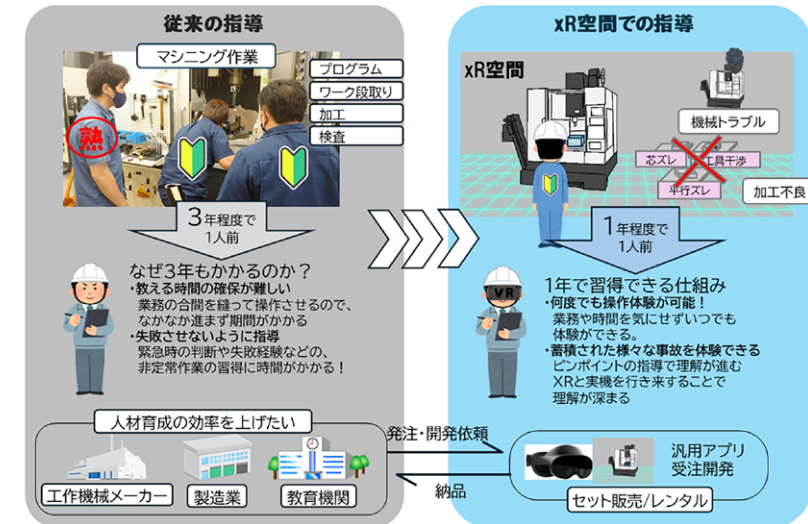 従来の指導
マシニング作業
プログラム
ワーク段取り
加工
検査
熟
3年程度で
1人前
なぜ3年もかかるのか？
・教える時間の確保が難しい
業務の合間を縫って操作させるので、
なかなか進まず期間がかかる
・失敗させないように指導
緊急時の判断や失敗経験などの、
非定常作業の習得に時間がかかる！
人材育成の効率を上げたい
工作機械メーカー
製造業
教育機関
発注・開発依頼
納品
xR空間での指導
xR空間
機械トラブル
芯ズレ
工具干渉
平行ズレ
加工不良
1年程度で
1人前
VR
1年で習得できる仕組み
・何度でも操作体験が可能！
業務や時間を気にせずいつでも
体験ができる。
・蓄積された様々な事故を体験できる
ピンポイントの指導で理解が進む
XRと実機を行き来することで
理解が深まる
汎用アプリ
受注開発
セット販売/レンタル